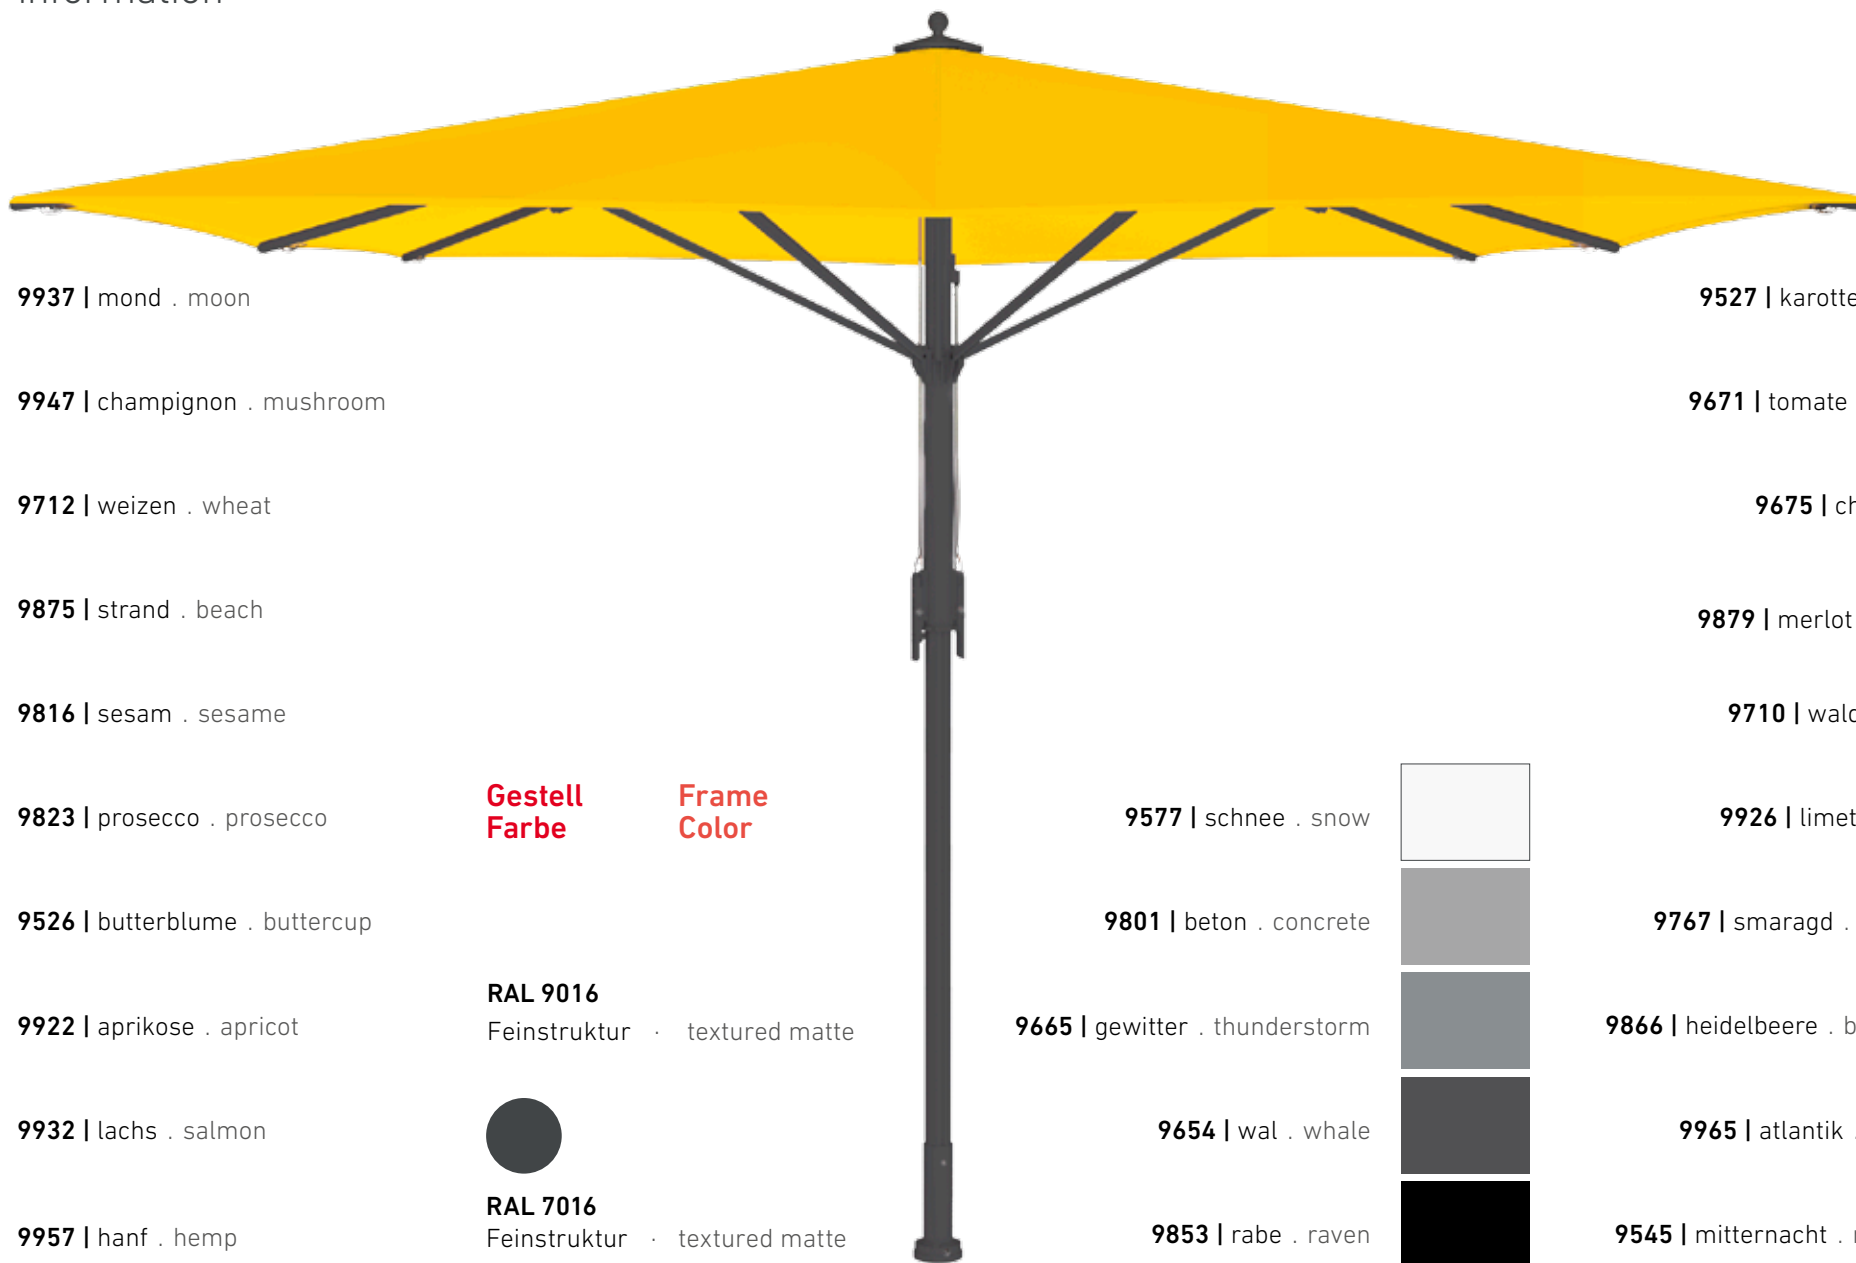 9937 | mond . moon
9947 | champignon . mushroom
9712 | weizen . wheat
9875 | strand . beach
9816 | sesam . sesame
9823 | prosecco . prosecco
9526 | butterblume . buttercup
9922 | aprikose . apricot
9932 | lachs . salmon
9957 | hanf . hemp
Gestell
Farbe
Frame
Color
RAL 9016
Feinstruktur · textured matte
RAL 7016
Feinstruktur · textured matte
9577 | schnee . snow
9801 | beton . concrete
9665 | gewitter . thunderstorm
9654 | wal . whale
9853 | rabe . raven
9527 | karotte
9671 | tomate
9675 |
9879 | merlot
9710 |
9926 |
9767 | smaragd .
9866 | heidelbeere .
9965 | atlantik .
9545 | mitternacht .